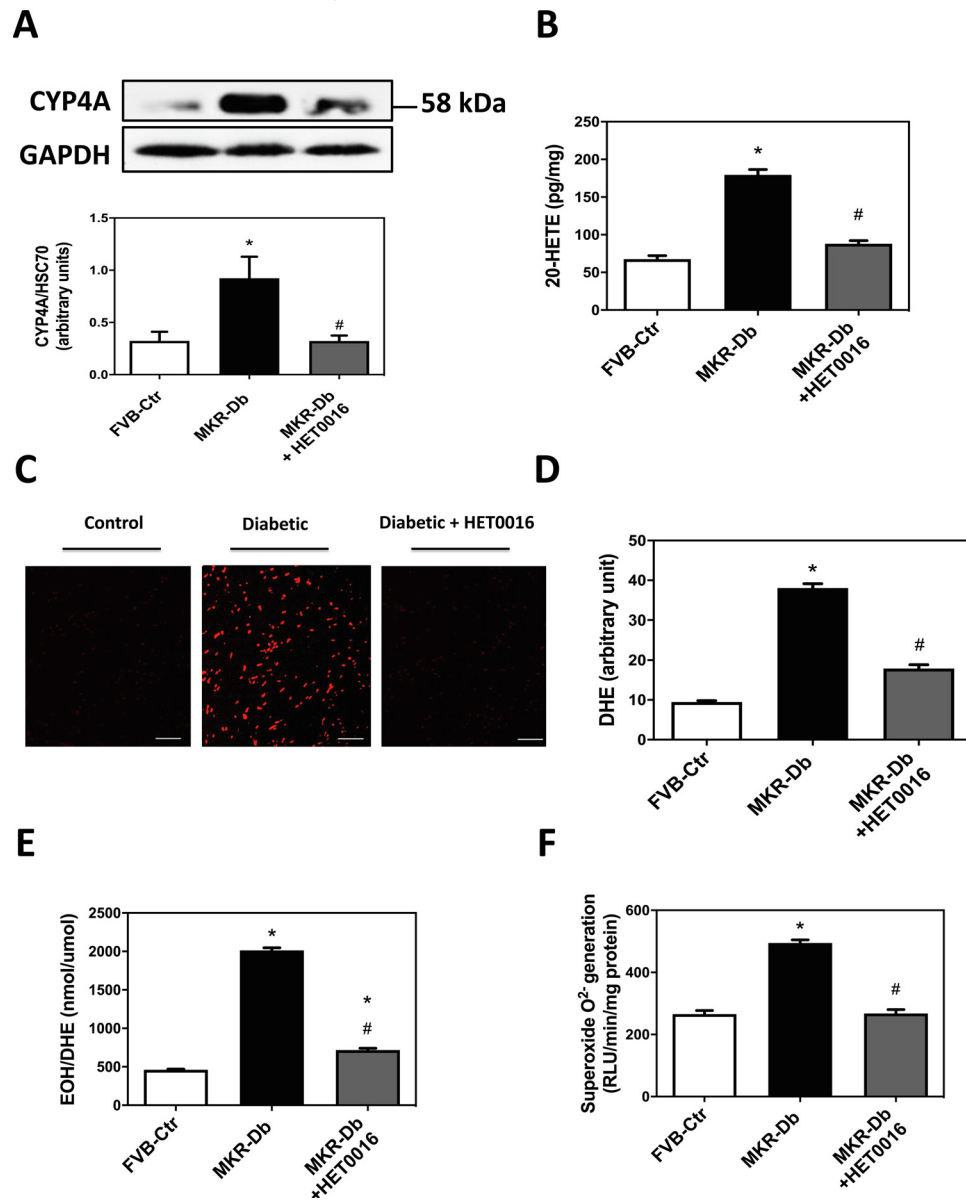 A
CYP4A
58 kDa
GAPDH
CYP4A/HSC70
(arbitrary units)
1.5
1.0
0.5
0.0
*
#
FVB-Ctr
MKR-Db
MKR-Db
+ HET0016
B
20-HETE (pg/mg)
250
200
150
100
50
0
*
#
FVB-Ctr
MKR-Db
MKR-Db
+HET0016
C
Control
Diabetic
Diabetic + HET0016
D
DHE (arbitrary unit)
50
40
30
20
10
0
*
#
FVB-Ctr
MKR-Db
MKR-Db
+HET0016
E
EOH/DHE (nmol/umol)
2500
2000
1500
1000
500
0
*
*
#
FVB-Ctr
MKR-Db
MKR-Db
+HET0016
F
Superoxide O²⁻ generation
(RLU/min/mg protein)
600
400
200
0
*
#
FVB-Ctr
MKR-Db
MKR-Db
+HET0016